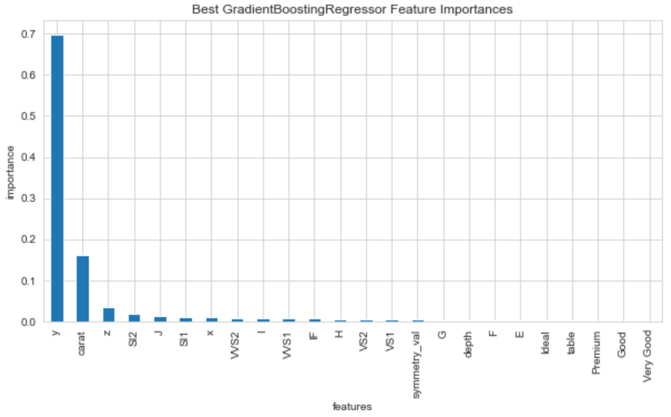 Best GradientBoostingRegressor Feature Importances
0.7
0.6
0.5
0.4
0.3
0.2
0.1
0.0
importance
y
carat
z
SI2
J
SI1
x
VVS2
I
VVS1
IF
H
VS2
VS1
symmetry_val
G
depth
F
E
Ideal
table
Premium
Good
Very Good
features